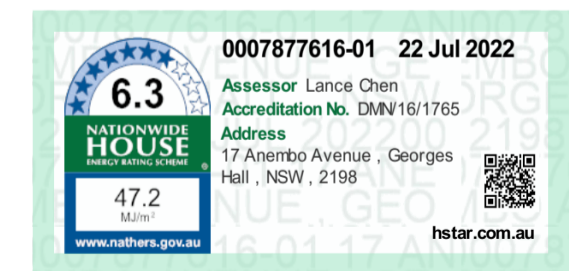 0007877616-01 22 Jul 2022
6.3
Assessor Lance Chen
Accreditation No. DMN/16/1765
NATIONWIDE
HOUSE
ENERGY RATING SCHEME ®
Address
17 Anembo Avenue , Georges
Hall , NSW , 2198
47.2
MJ/m²
www.nathers.gov.au
hstar.com.au